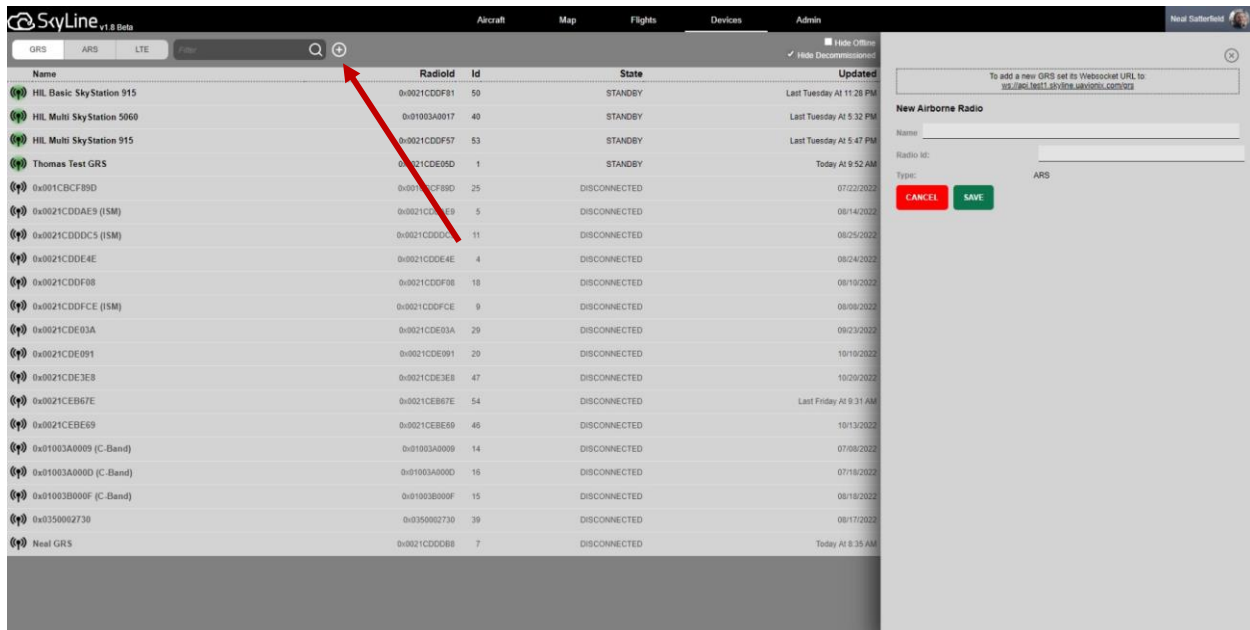 SkyLine v1.8 Beta Aircraft Map Flights Devices Admin Neal Satterfield
GRS ARS LTE Filter Hide Offline
Hide Decommissioned
Name RadioId Id State Updated
HIL Basic SkyStation 915 0x0021CDDF81 50 STANDBY Last Tuesday At 11:28 PM
HIL Multi SkyStation 5060 0x01003A0017 40 STANDBY Last Tuesday At 5:32 PM
HIL Multi SkyStation 915 0x0021CDDF57 53 STANDBY Last Tuesday At 5:47 PM
Thomas Test GRS 1 STANDBY Today At 9:52 AM
0x001CBCF89D 25 DISCONNECTED 07/22/2022
0x0021CDDAE9 (ISM) 5 DISCONNECTED 08/14/2022
0x0021CDDDC5 (ISM) 11 DISCONNECTED 08/25/2022
0x0021CDDE4E 0x0021CDDE4E 4 DISCONNECTED 08/24/2022
0x0021CDDF08 0x0021CDDF08 18 DISCONNECTED 08/10/2022
0x0021CDDFCE (ISM) 0x0021CDDFCE 9 DISCONNECTED 08/08/2022
0x0021CDE03A 0x0021CDE03A 29 DISCONNECTED 09/23/2022
0x0021CDE091 0x0021CDE091 20 DISCONNECTED 10/10/2022
0x0021CDE3E8 0x0021CDE3E8 47 DISCONNECTED 10/20/2022
0x0021CEB67E 0x0021CEB67E 54 DISCONNECTED Last Friday At 9:31 AM
0x0021CEBE69 0x0021CEBE69 46 DISCONNECTED 10/13/2022
0x01003A0009 (C-Band) 0x01003A0009 14 DISCONNECTED 07/08/2022
0x01003A000D (C-Band) 0x01003A000D 16 DISCONNECTED 07/18/2022
0x01003B000F (C-Band) 0x01003B000F 15 DISCONNECTED 08/18/2022
0x0350002730 0x0350002730 39 DISCONNECTED 08/17/2022
Neal GRS 0x0021CDDDB8 7 DISCONNECTED Today At 8:35 AM
To add a new GRS set its Websocket URL to:
ws://api.test1.skyline.uavionix.com/grs
New Airborne Radio
Name
Radio Id:
Type: ARS
CANCEL SAVE